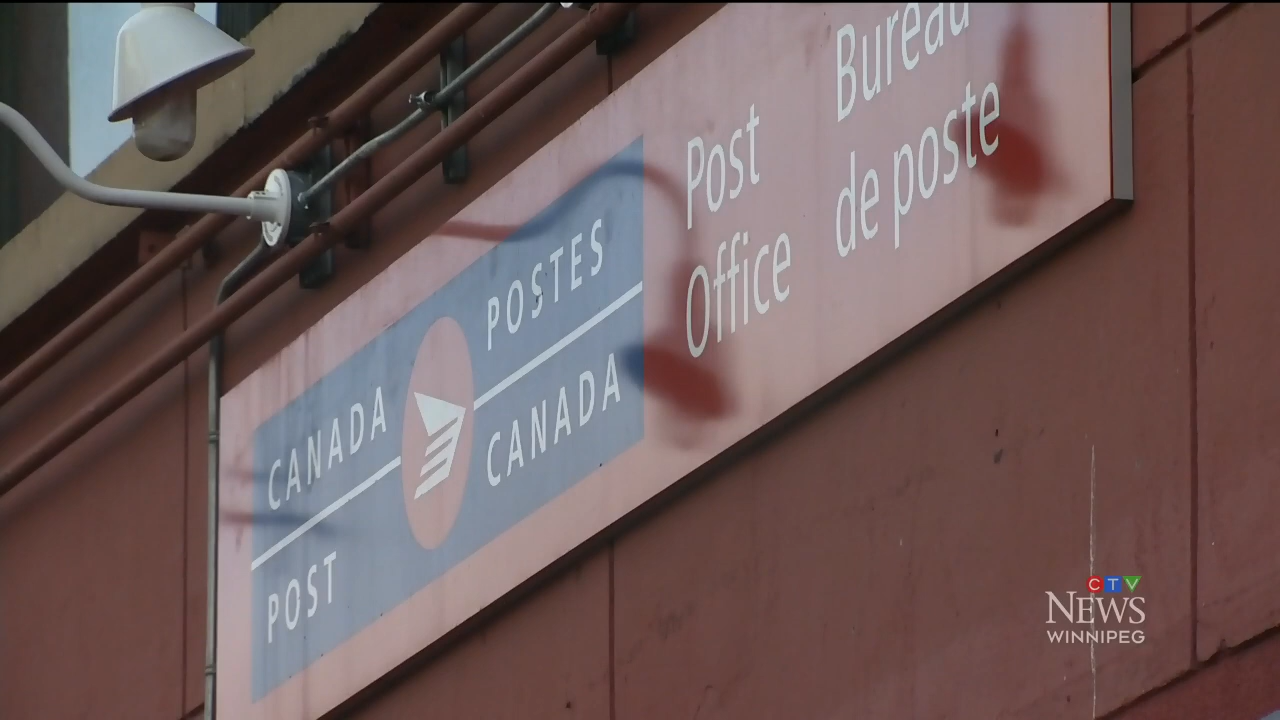 CANADA
POST
POSTES
CANADA
Post
Office
Bureau
de poste
CTV
NEWS
WINNIPEG